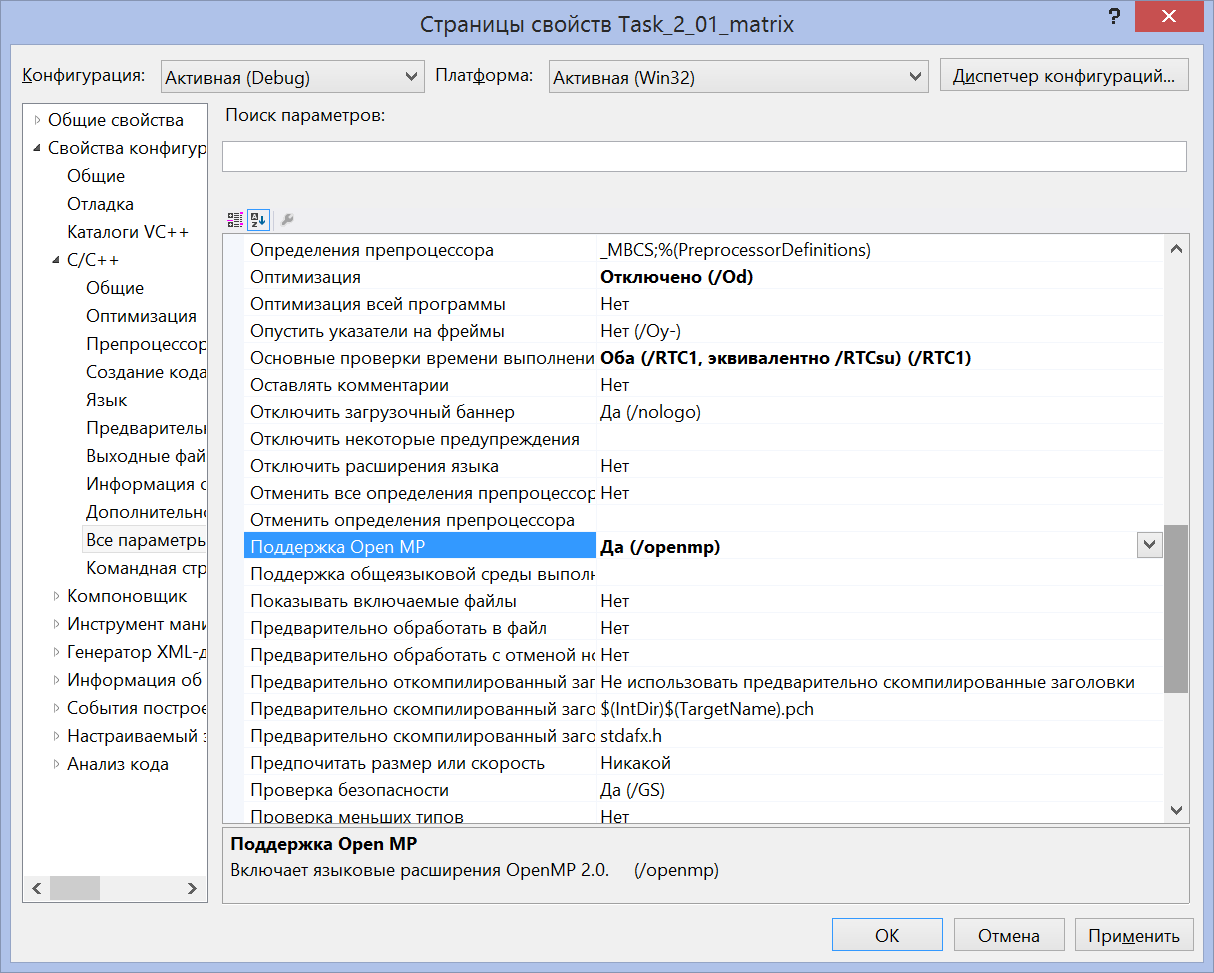 Страницы свойств Task_2_01_matrix
?
Конфигурация: Активная (Debug) Платформа: Активная (Win32) Диспетчер конфигураций...
Общие свойства
Свойства конфигур
Общие
Отладка
Каталоги VC++
C/C++
Общие
Оптимизация
Препроцессор
Создание кода
Язык
Предваритель
Выходные фай
Информация о
Дополнительно
Все параметры
Командная стр
Компоновщик
Инструмент мани
Генератор XML-д
Информация об
События построе
Настраиваемый э
Анализ кода
Поиск параметров:
Определения препроцессора _MBCS;%(PreprocessorDefinitions)
Оптимизация Отключено (/Od)
Оптимизация всей программы Нет
Опустить указатели на фреймы Нет (/Oy-)
Основные проверки времени выполнени Оба (/RTC1, эквивалентно /RTCsu) (/RTC1)
Оставлять комментарии Нет
Отключить загрузочный баннер Да (/nologo)
Отключить некоторые предупреждения
Отключить расширения языка Нет
Отменить все определения препроцессор Нет
Отменить определения препроцессора
Поддержка Open MP Да (/openmp)
Поддержка общеязыковой среды выполн
Показывать включаемые файлы Нет
Предварительно обработать в файл Нет
Предварительно обработать с отменой но Нет
Предварительно откомпилированный заг Не использовать предварительно скомпилированные заголовки
Предварительно скомпилированный заго $(IntDir)$(TargetName).pch
Предварительно скомпилированный заго stdafx.h
Предпочитать размер или скорость Никакой
Проверка безопасности Да (/GS)
Проверка меньших типов Нет
Поддержка Open MP
Включает языковые расширения OpenMP 2.0. (/openmp)
ОК Отмена Применить